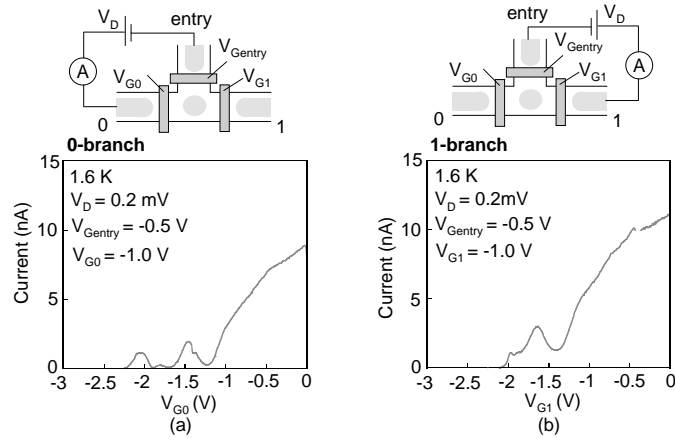 entry
V_D
V_Gentry
A
V_G0
V_G1
0
1
0-branch
15
10
5
0
Current (nA)
1.6 K
V_D = 0.2 mV
V_Gentry = -0.5 V
V_G0 = -1.0 V
-3 -2.5 -2 -1.5 -1 -0.5 0
V_G0 (V)
(a)
entry
V_D
V_Gentry
A
V_G0
V_G1
0
1
1-branch
15
10
5
0
Current (nA)
1.6 K
V_D = 0.2mV
V_Gentry = -0.5 V
V_G1 = -1.0 V
-3 -2.5 -2 -1.5 -1 -0.5 0
V_G1 (V)
(b)